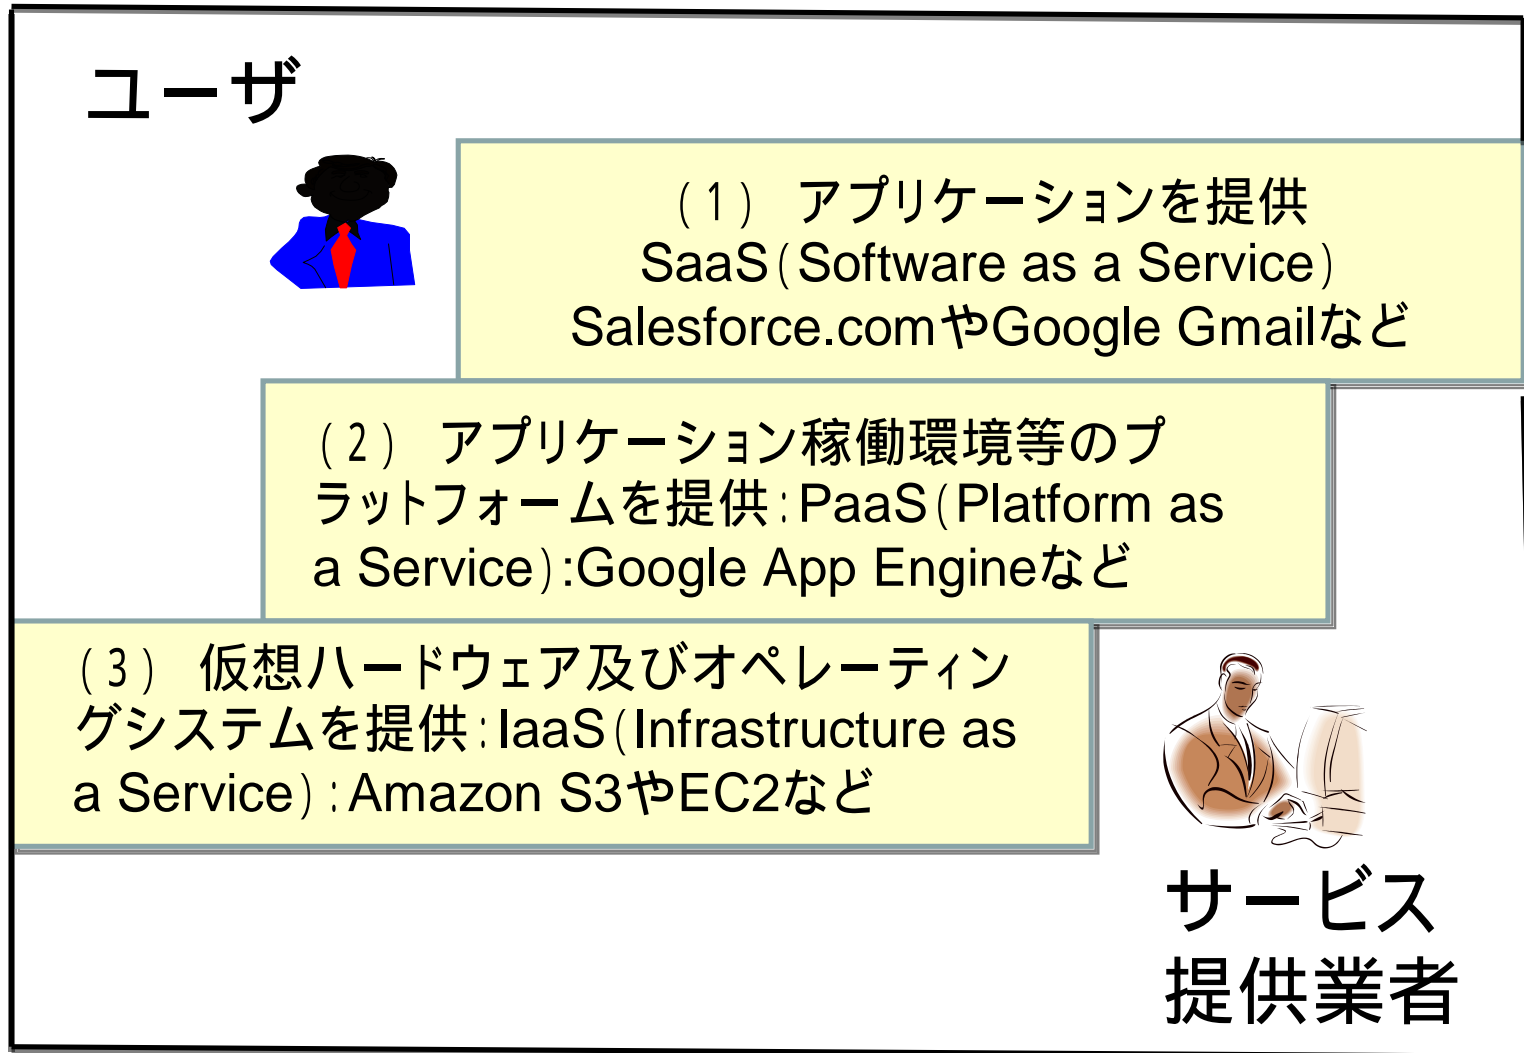 ユーザ
(1) アプリケーションを提供
SaaS(Software as a Service)
Salesforce.comやGoogle Gmailなど
(2) アプリケーション稼働環境等のプ
ラットフォームを提供:PaaS(Platform as
a Service):Google App Engineなど
(3) 仮想ハードウェア及びオペレーティン
グシステムを提供:IaaS(Infrastructure as
a Service):Amazon S3やEC2など
サービス
提供業者